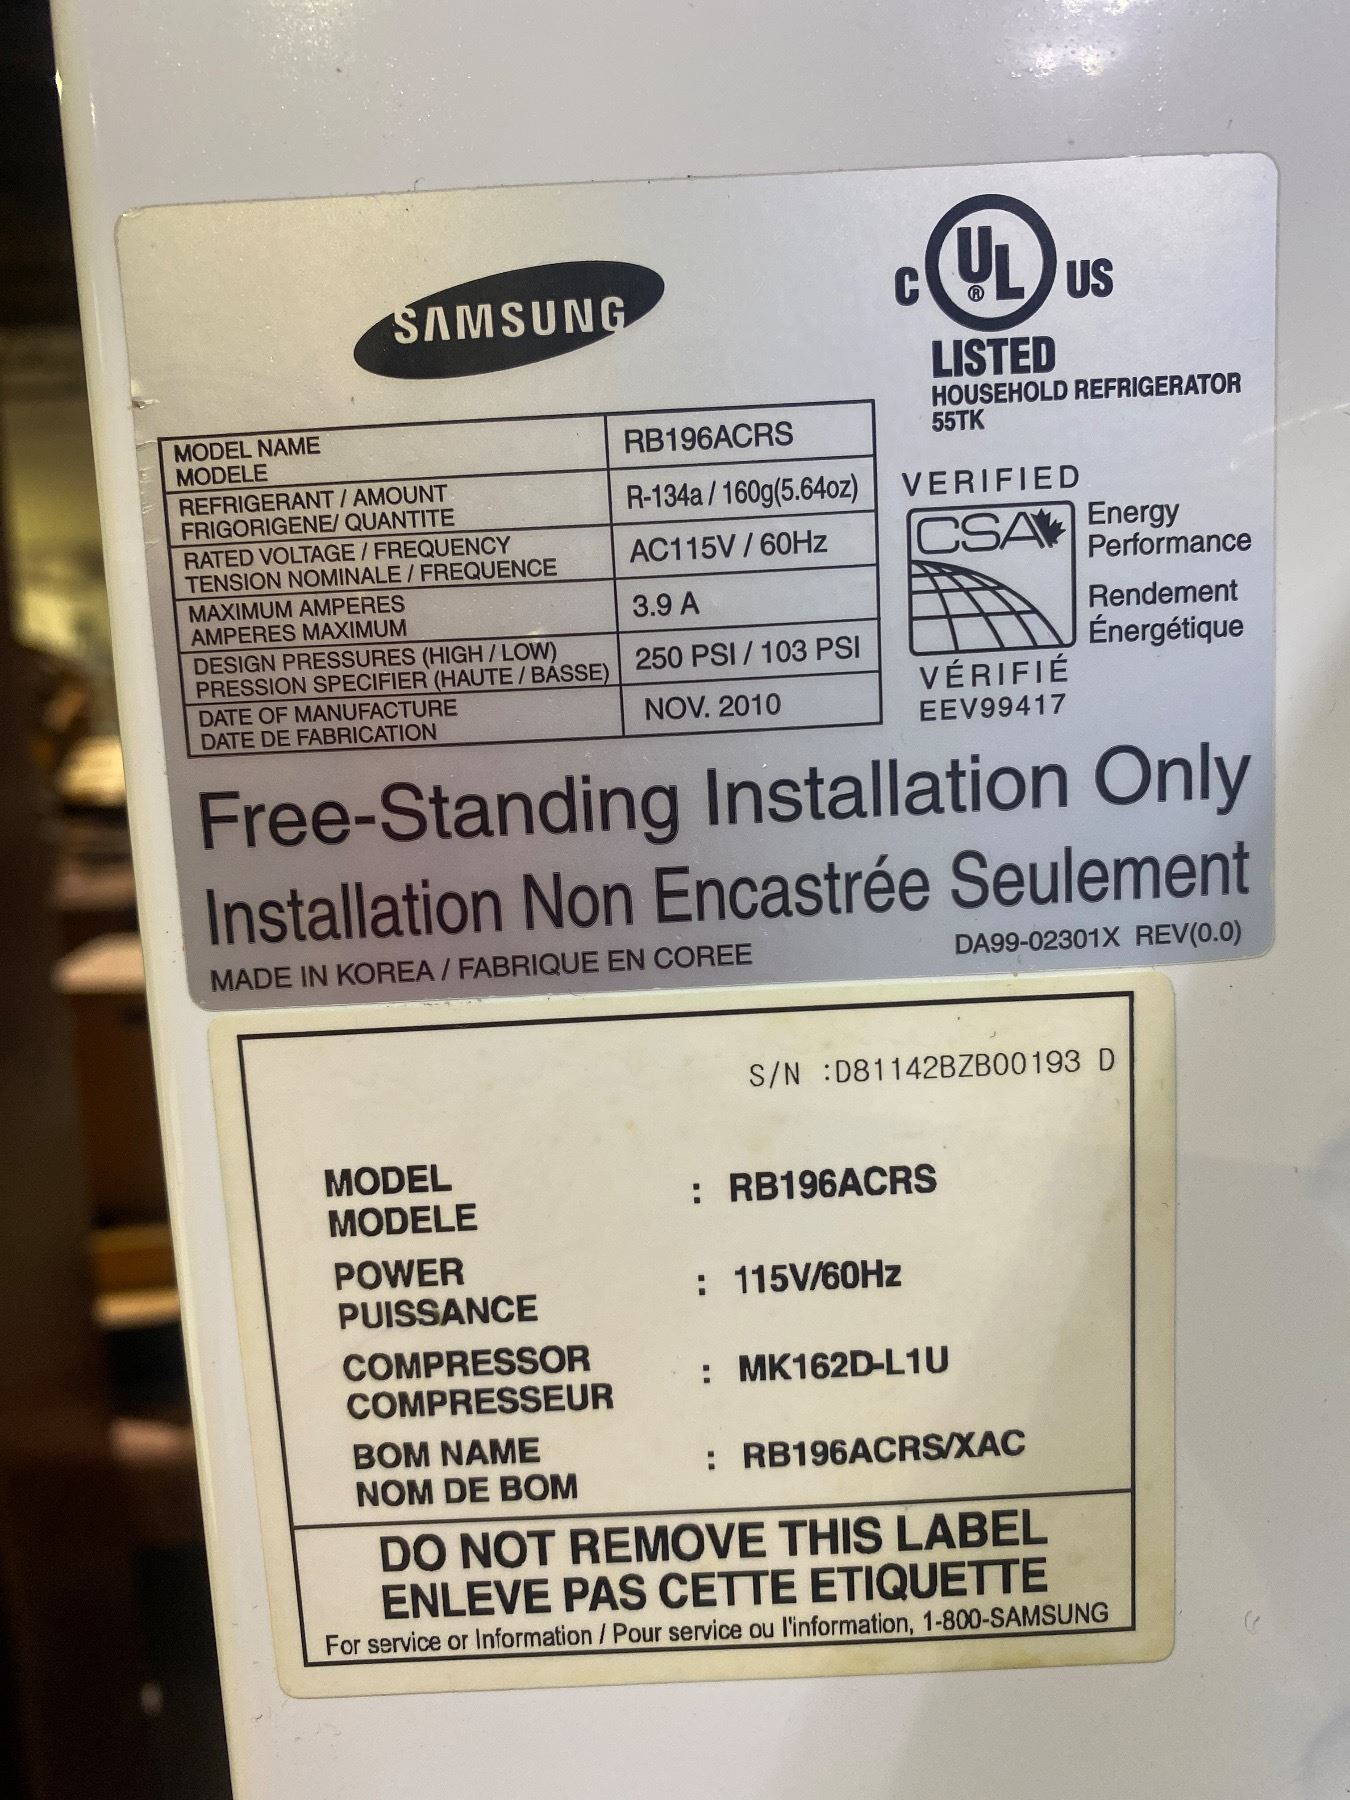 SAMSUNG
C UL® US
LISTED
HOUSEHOLD REFRIGERATOR
55TK
MODEL NAME
MODELE
RB196ACRS
REFRIGERANT / AMOUNT
FRIGORIGENE/ QUANTITE
R-134a / 160g(5.64oz)
RATED VOLTAGE / FREQUENCY
TENSION NOMINALE / FREQUENCE
AC115V / 60Hz
MAXIMUM AMPERES
AMPERES MAXIMUM
3.9 A
DESIGN PRESSURES (HIGH / LOW)
PRESSION SPECIFIER (HAUTE / BASSE)
250 PSI / 103 PSI
DATE OF MANUFACTURE
DATE DE FABRICATION
NOV. 2010
VERIFIED
CSA
Energy
Performance
Rendement
Énergétique
VÉRIFIÉ
EEV99417
Free-Standing Installation Only
Installation Non Encastrée Seulement
MADE IN KOREA / FABRIQUE EN COREE
DA99-02301X REV(0.0)
S/N :D81142BZB00193 D
MODEL
MODELE
: RB196ACRS
POWER
PUISSANCE
: 115V/60Hz
COMPRESSOR
COMPRESSEUR
: MK162D-L1U
BOM NAME
NOM DE BOM
: RB196ACRS/XAC
DO NOT REMOVE THIS LABEL
ENLEVE PAS CETTE ETIQUETTE
For service or Information / Pour service ou l'information, 1-800-SAMSUNG